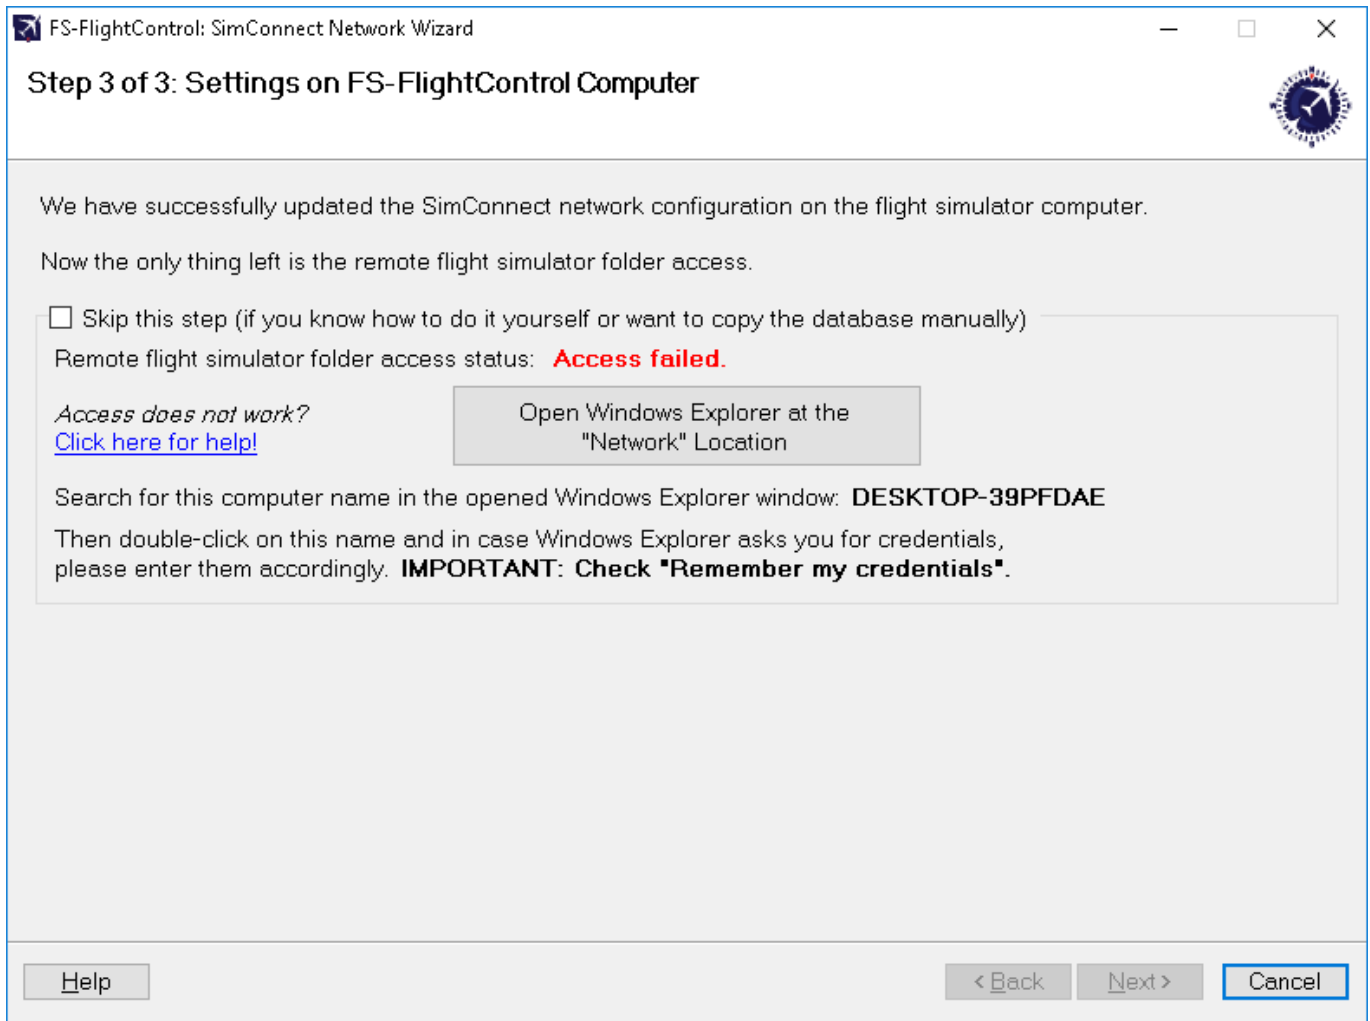 FS-FlightControl: SimConnect Network Wizard
Step 3 of 3: Settings on FS-FlightControl Computer
We have successfully updated the SimConnect network configuration on the flight simulator computer.
Now the only thing left is the remote flight simulator folder access.
Skip this step (if you know how to do it yourself or want to copy the database manually)
Remote flight simulator folder access status: Access failed.
Access does not work?
Click here for help!
Open Windows Explorer at the
"Network" Location
Search for this computer name in the opened Windows Explorer window: DESKTOP-39PFDAE
Then double-click on this name and in case Windows Explorer asks you for credentials,
please enter them accordingly. IMPORTANT: Check "Remember my credentials".
Help
< Back
Next >
Cancel